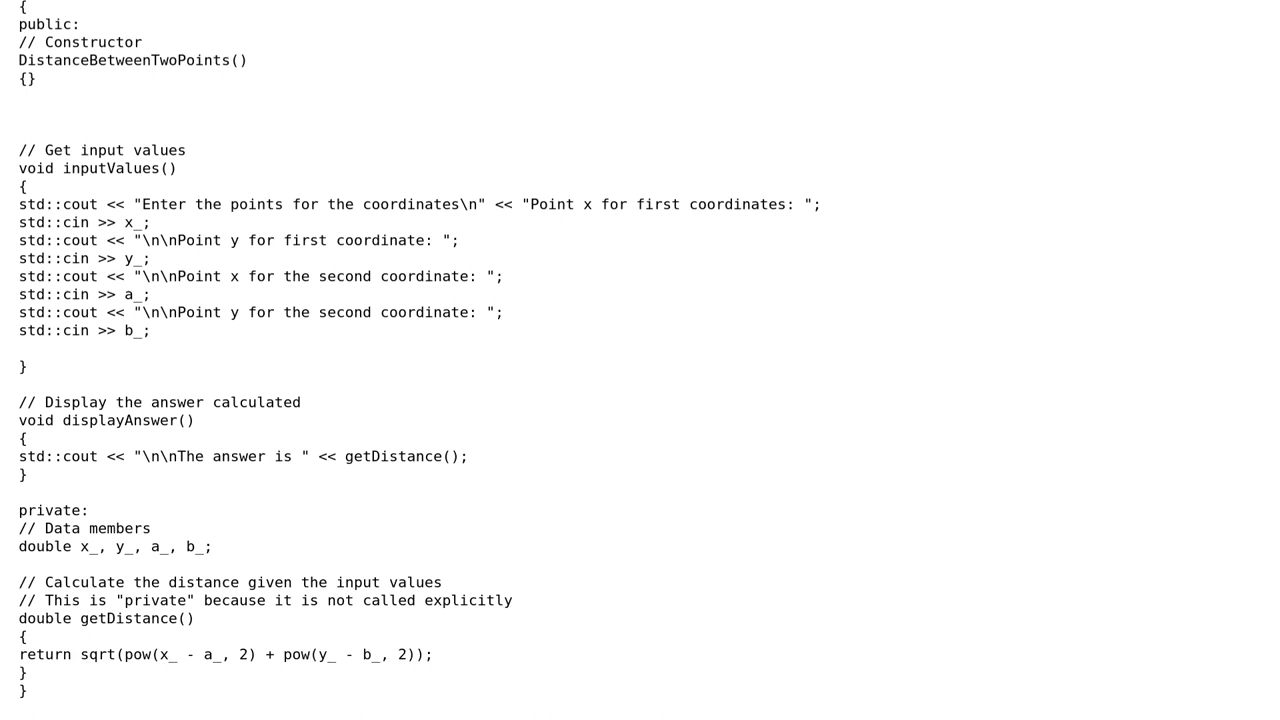 {
public:
// Constructor
DistanceBetweenTwoPoints()
{}
// Get input values
void inputValues()
{
std::cout << "Enter the points for the coordinates\n" << "Point x for first coordinates: ";
std::cin >> x_;
std::cout << "\n\nPoint y for first coordinate: ";
std::cin >> y_;
std::cout << "\n\nPoint x for the second coordinate: ";
std::cin >> a_;
std::cout << "\n\nPoint y for the second coordinate: ";
std::cin >> b_;
}
// Display the answer calculated
void displayAnswer()
{
std::cout << "\n\nThe answer is " << getDistance();
}
private:
// Data members
double x_, y_, a_, b_;
// Calculate the distance given the input values
// This is "private" because it is not called explicitly
double getDistance()
{
return sqrt(pow(x_ - a_, 2) + pow(y_ - b_, 2));
}
}